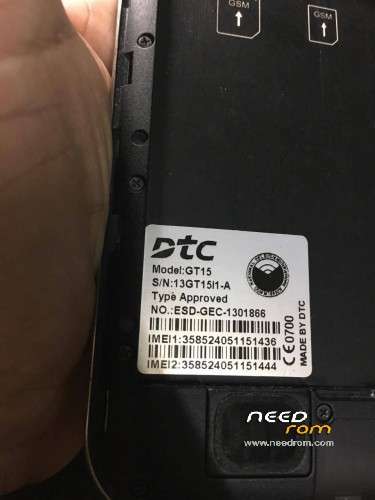 GSM
GSM
DTC
Model:GT15
S/N:13GT15I1-A
Type Approved
NO.:ESD-GEC-1301866
IMEI1:358524051151436
IMEI2:358524051151444
CE0700
MADE BY DTC
NEED
rom
www.needrom.com